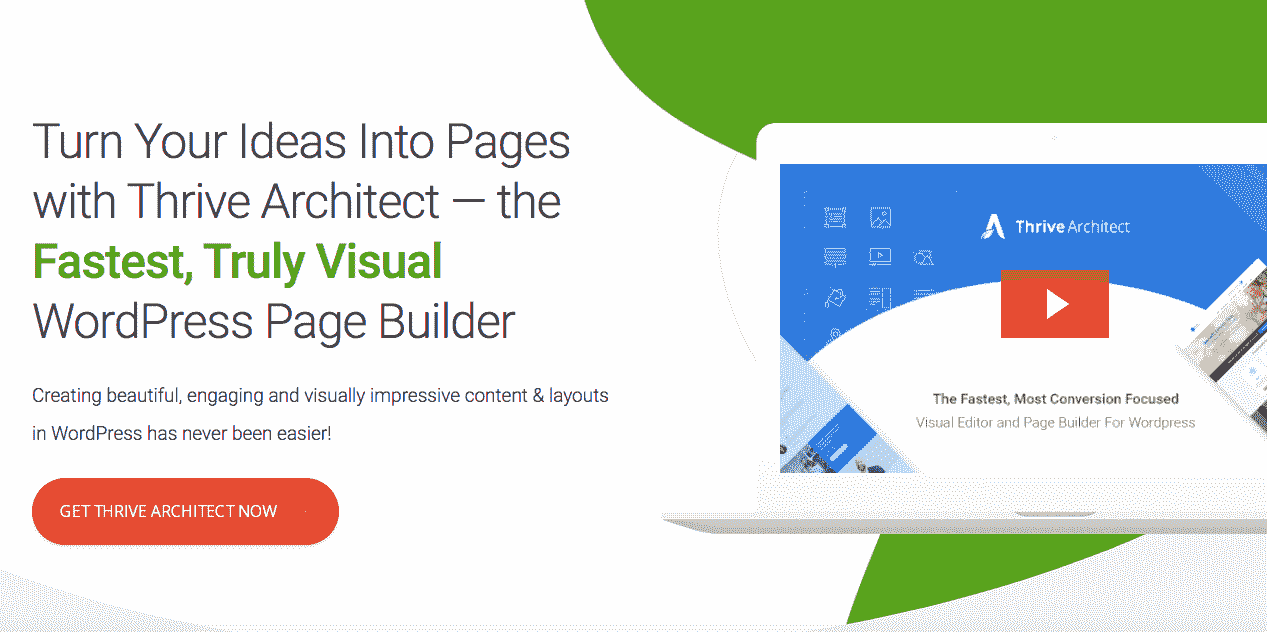 Turn Your Ideas Into Pages
with Thrive Architect — the
Fastest, Truly Visual
WordPress Page Builder
Creating beautiful, engaging and visually impressive content & layouts
in WordPress has never been easier!
GET THRIVE ARCHITECT NOW
Thrive Architect
The Fastest, Most Conversion Focused
Visual Editor and Page Builder For Wordpress